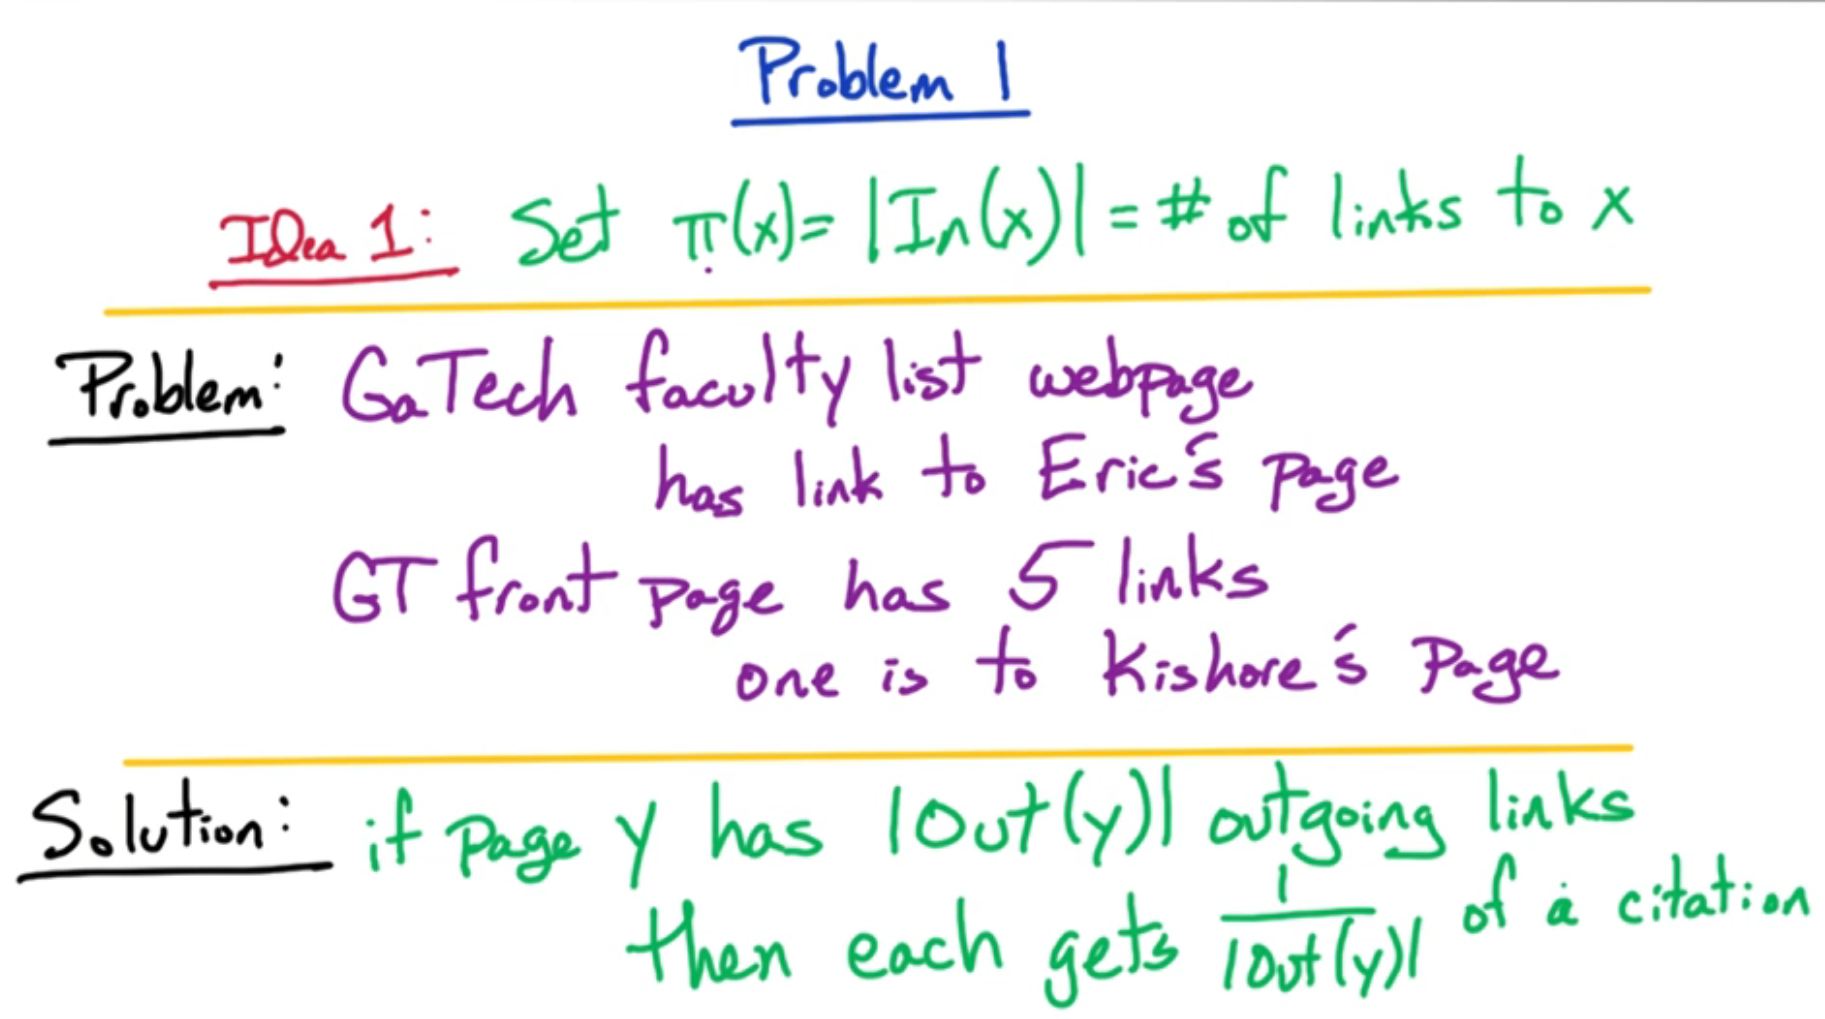 Problem 1
Idea 1: Set π(x) = |In(x)| = # of links to x
Problem: GaTech faculty list webpage
has link to Eric's page
GT front page has 5 links
one is to Kishore's page
Solution: if page y has |Out(y)| outgoing links
then each gets 1/|Out(y)| of a citation